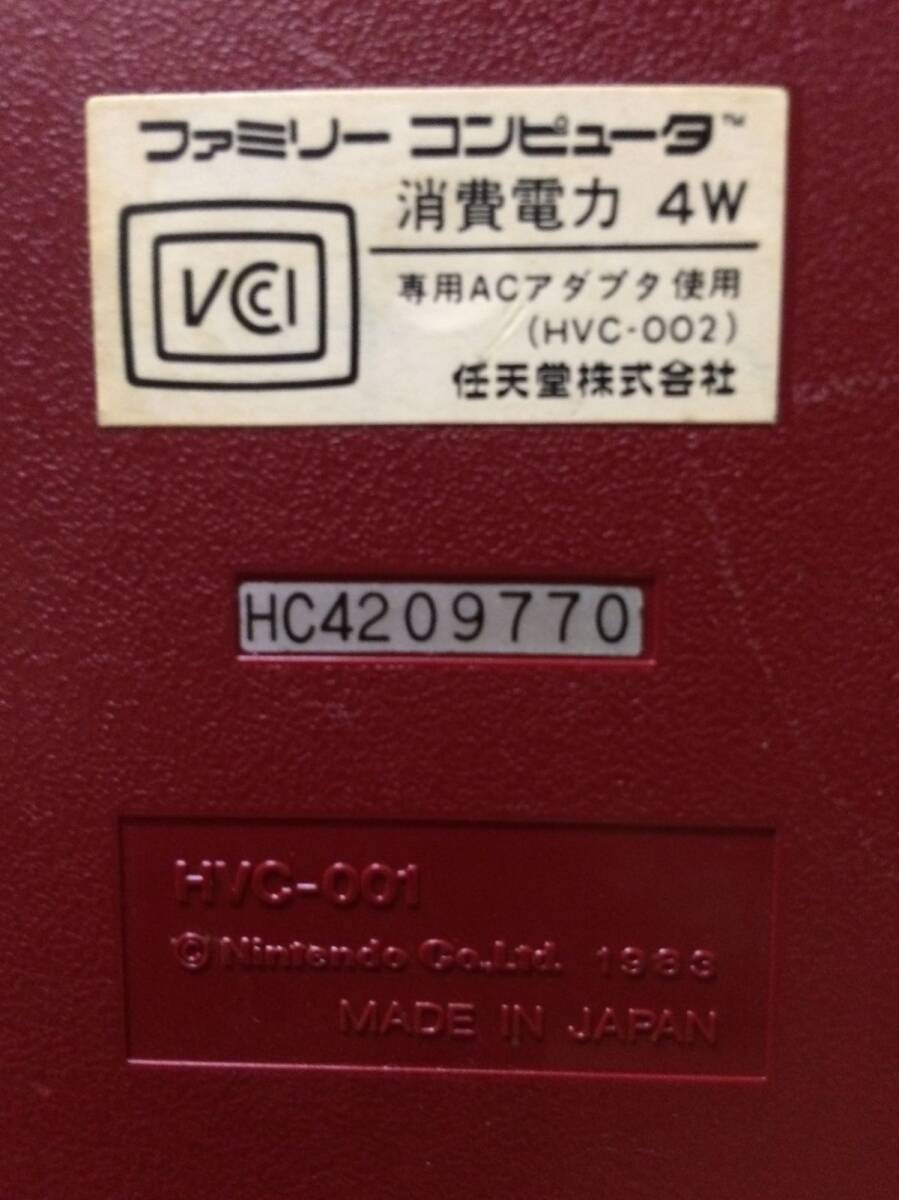 ファミリー コンピュータ™
消費電力 4W
VCCI
専用ACアダプタ使用
(HVC-002)
任天堂株式会社
HC4209770
HVC-001
© Nintendo Co.,Ltd. 1983
MADE IN JAPAN